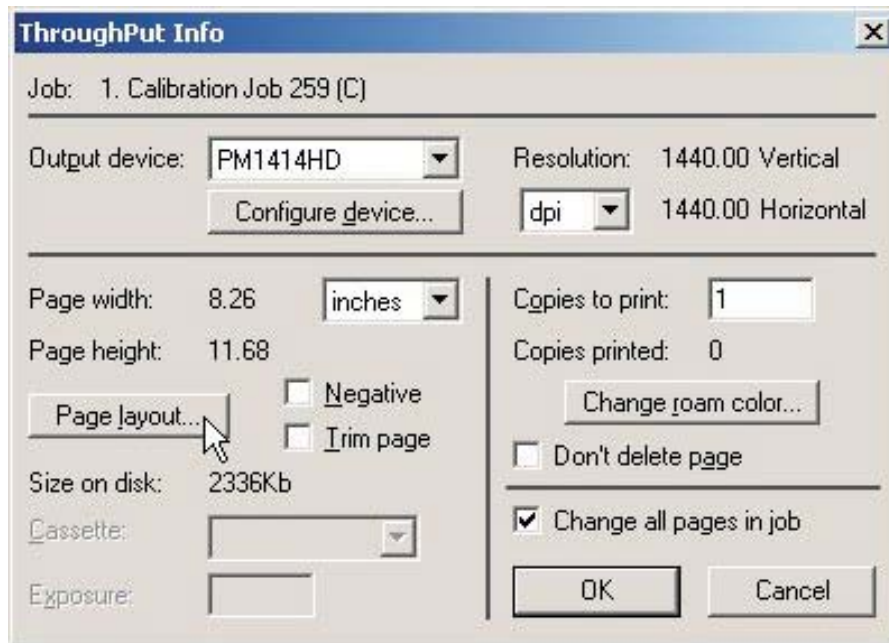 ThroughPut Info
Job: 1. Calibration Job 259 (C)
Output device: PM1414HD
Configure device...
Resolution: 1440.00 Vertical
dpi 1440.00 Horizontal
Page width: 8.26 inches
Page height: 11.68
Page layout...
Negative
Trim page
Size on disk: 2336Kb
Cassette:
Exposure:
Copies to print: 1
Copies printed: 0
Change roam color...
Don't delete page
Change all pages in job
OK Cancel